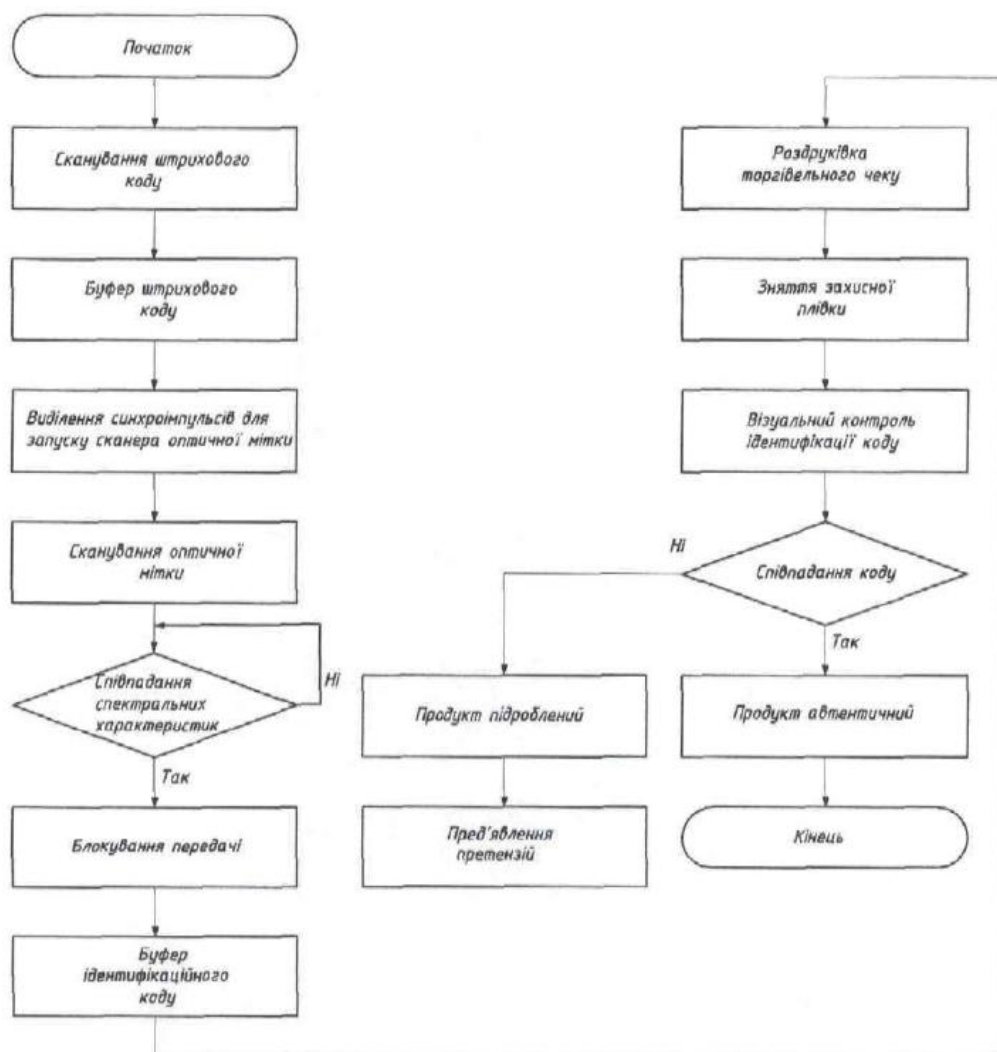 Початок
Сканування штрихового
коду
Буфер штрихового
коду
Виділення синхроімпульсів для
запуску сканера оптичної мітки
Сканування оптичної
мітки
Співпадання
спектральних
характеристик
Ні
Так
Блокування передачі
Буфер
ідентифікаційного
коду
Роздруківка
торгівельного чеку
Зняття захисної
плівки
Візуальний контроль
ідентифікації коду
Ні
Співпадання коду
Так
Продукт підроблений
Продукт автентичний
Пред'явлення
претензій
Кінець